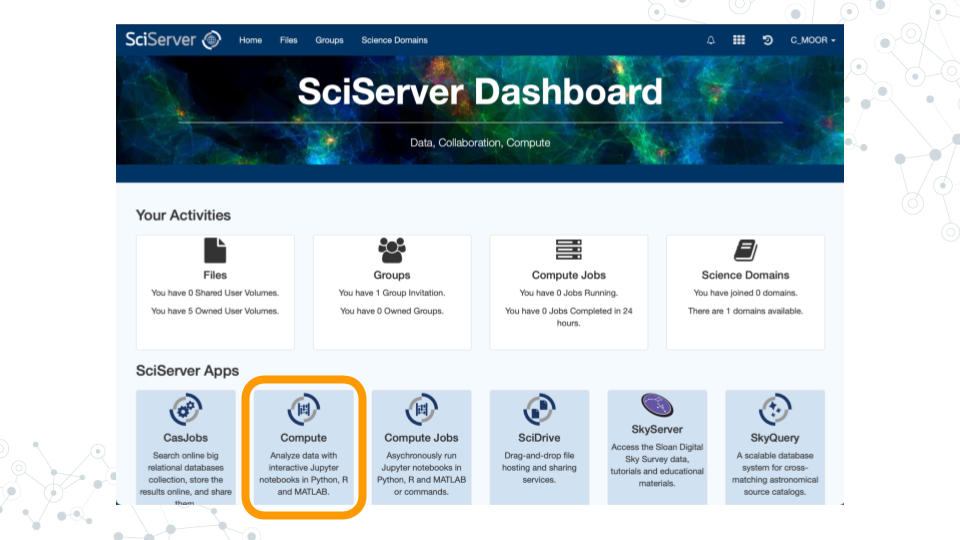 SciServer
Home Files Groups Science Domains
C_MOOR
SciServer Dashboard
Data, Collaboration, Compute
Your Activities
Files
You have 0 Shared User Volumes.
You have 5 Owned User Volumes.
Groups
You have 1 Group Invitation.
You have 0 Owned Groups.
Compute Jobs
You have 0 Jobs Running.
You have 0 Jobs Completed in 24
hours.
Science Domains
You have joined 0 domains.
There are 1 domains available.
SciServer Apps
CasJobs
Search online big
relational databases
collection, store the
results online, and share
them
Compute
Analyze data with
interactive Jupyter
notebooks in Python, R
and MATLAB.
Compute Jobs
Asychronously run
Jupyter notebooks in
Python, R and MATLAB
or commands.
SciDrive
Drag-and-drop file
hosting and sharing
services.
SkyServer
Access the Sloan Digital
Sky Survey data,
tutorials and educational
materials.
SkyQuery
A scalable database
system for cross-
matching astronomical
source catalogs.